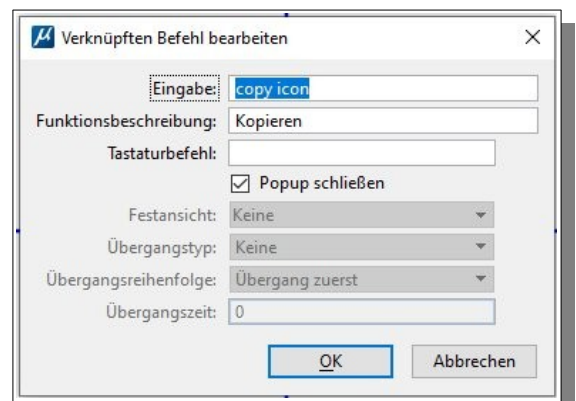 Verknüpften Befehl bearbeiten
Eingabe: copy icon
Funktionsbeschreibung: Kopieren
Tastaturbefehl:
Popup schließen
Festansicht: Keine
Übergangstyp: Keine
Übergangsreihenfolge: Übergang zuerst
Übergangszeit: 0
OK Abbrechen